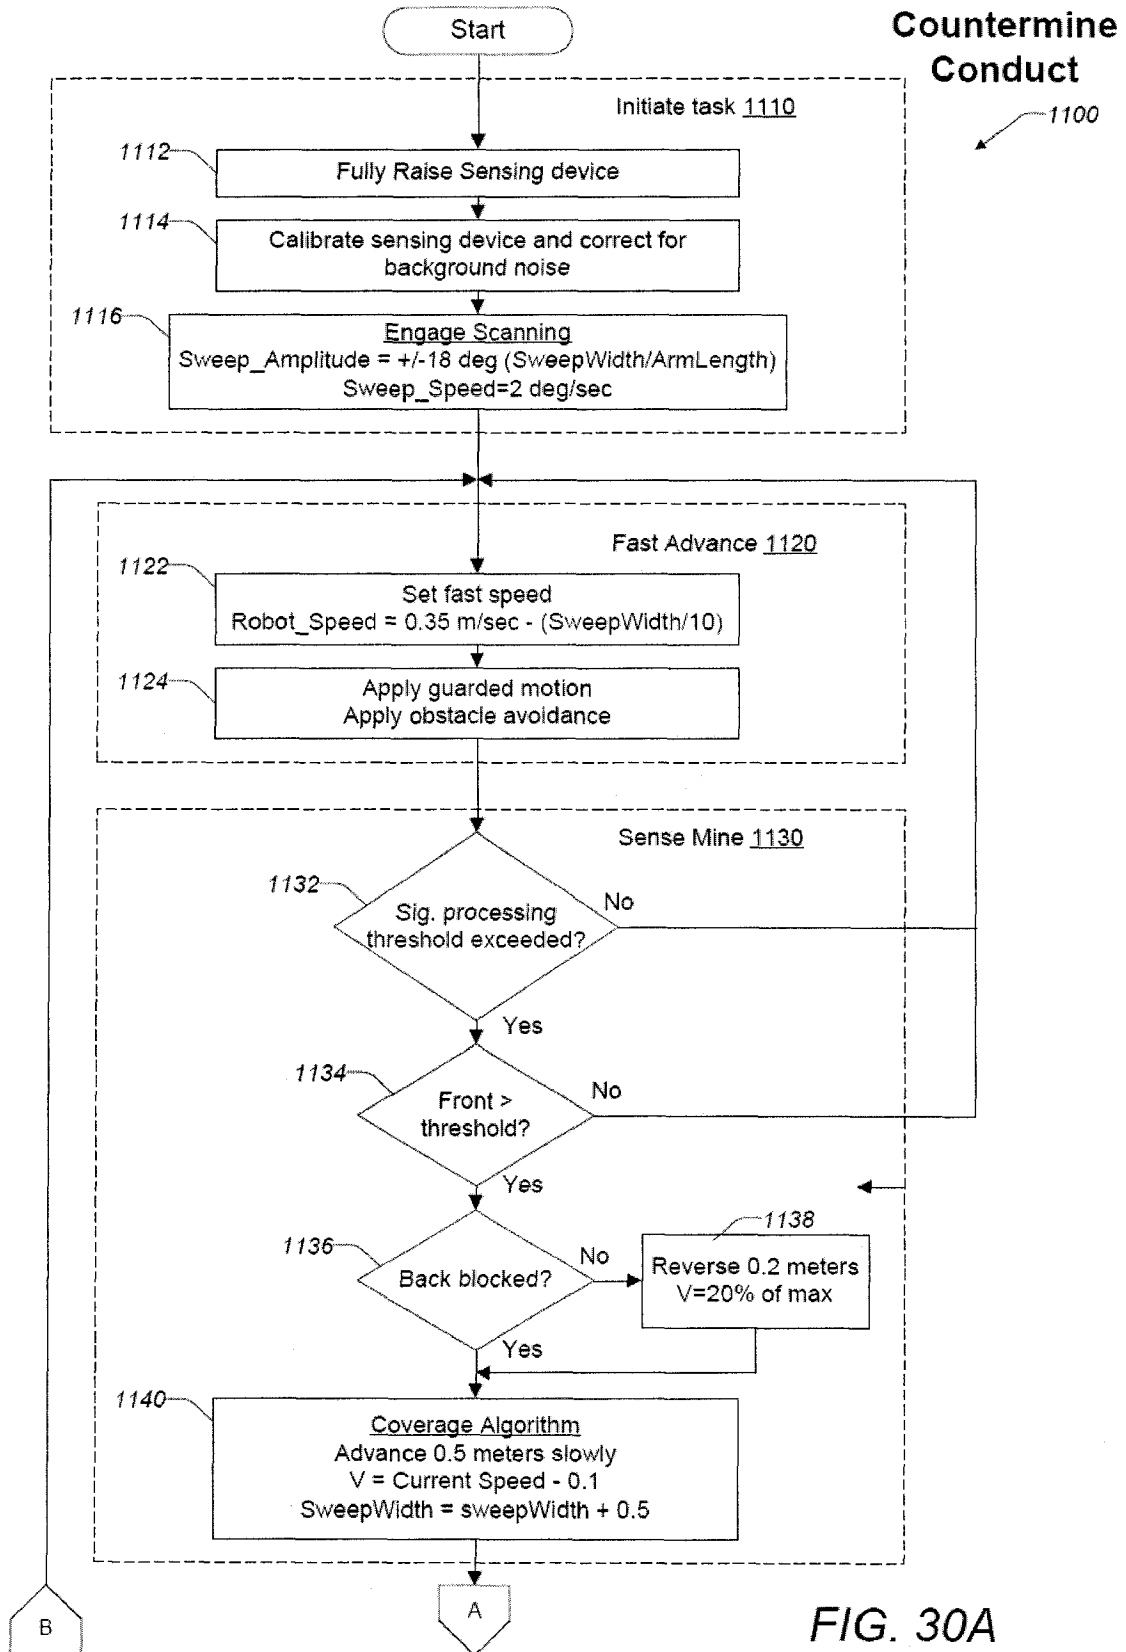 Start
Countermine
Conduct
1100
Initiate task 1110
1112
Fully Raise Sensing device
1114
Calibrate sensing device and correct for
background noise
1116
Engage Scanning
Sweep_Amplitude = +/-18 deg (SweepWidth/ArmLength)
Sweep_Speed=2 deg/sec
Fast Advance 1120
1122
Set fast speed
Robot_Speed = 0.35 m/sec - (SweepWidth/10)
1124
Apply guarded motion
Apply obstacle avoidance
Sense Mine 1130
1132
Sig. processing
threshold exceeded?
No
Yes
1134
Front >
threshold?
No
Yes
1136
Back blocked?
No
1138
Reverse 0.2 meters
V=20% of max
Yes
1140
Coverage Algorithm
Advance 0.5 meters slowly
V = Current Speed - 0.1
SweepWidth = sweepWidth + 0.5
B
A
FIG. 30A